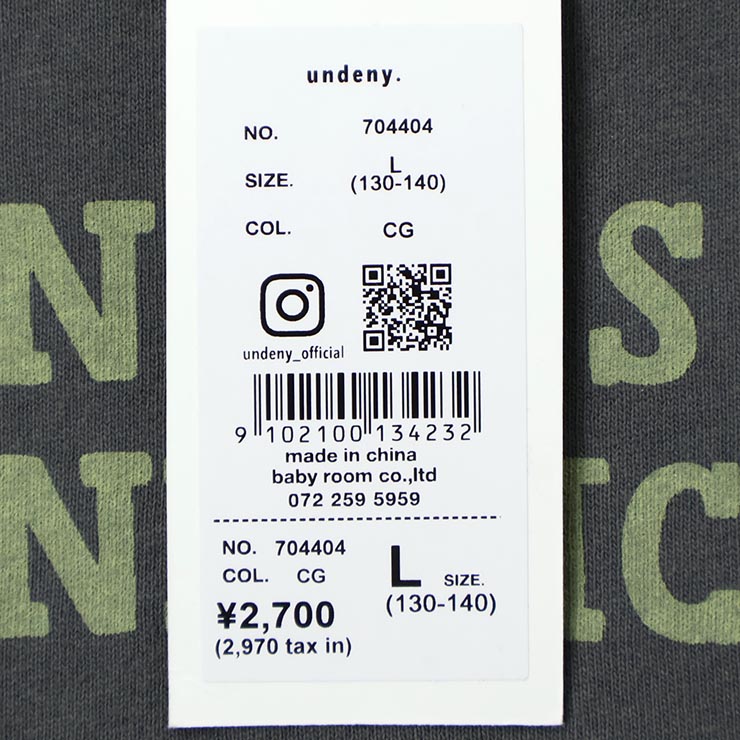 undeny.
NO. 704404
SIZE. L
(130-140)
COL. CG
undeny_official
9 102100 134232
made in china
baby room co.,ltd
072 259 5959
NO. 704404
COL. CG
L SIZE.
(130-140)
¥2,700
(2,970 tax in)
N S
N IC